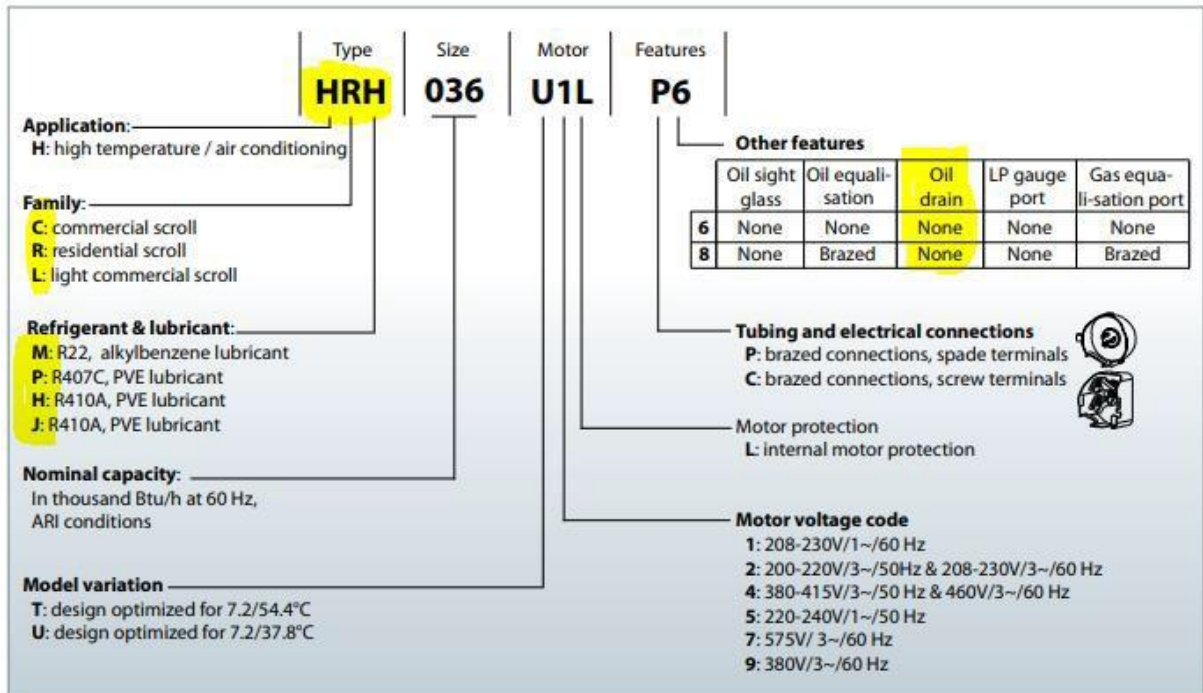 Type Size Motor Features
HRH 036 U1L P6
Application:
H: high temperature / air conditioning
Family:
C: commercial scroll
R: residential scroll
L: light commercial scroll
Refrigerant & lubricant:
M: R22, alkylbenzene lubricant
P: R407C, PVE lubricant
H: R410A, PVE lubricant
J: R410A, PVE lubricant
Nominal capacity:
In thousand Btu/h at 60 Hz,
ARI conditions
Model variation
T: design optimized for 7.2/54.4°C
U: design optimized for 7.2/37.8°C
Other features
Oil sight Oil equali- Oil LP gauge Gas equa-
glass sation drain port li-sation port
6 None None None None None
8 None Brazed None None Brazed
Tubing and electrical connections
P: brazed connections, spade terminals
C: brazed connections, screw terminals
Motor protection
L: internal motor protection
Motor voltage code
1: 208-230V/1~/60 Hz
2: 200-220V/3~/50Hz & 208-230V/3~/60 Hz
4: 380-415V/3~/50 Hz & 460V/3~/60 Hz
5: 220-240V/1~/50 Hz
7: 575V/ 3~/60 Hz
9: 380V/3~/60 Hz